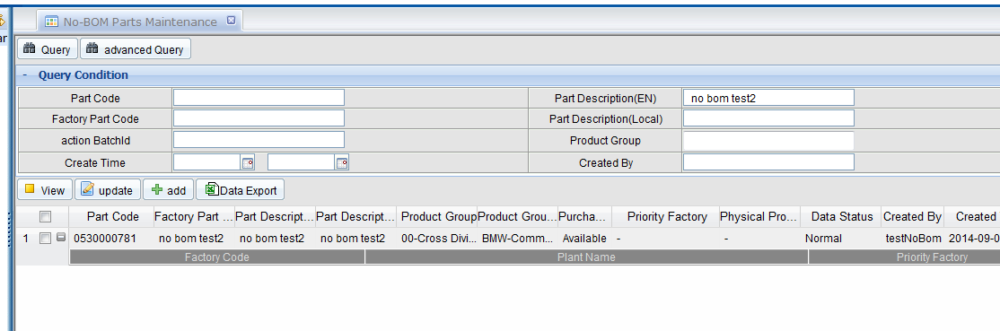 ar
No-BOM Parts Maintenance
Query advanced Query
- Query Condition
Part Code Part Description(EN) no bom test2
Factory Part Code Part Description(Local)
action BatchId Product Group
Create Time Created By
View update add Data Export
Part Code Factory Part ... Part Descript... Part Descript... Product Group Product Grou... Purcha... Priority Factory Physical Pro... Data Status Created By Created
1 0530000781 no bom test2 no bom test2 no bom test2 00-Cross Divi... BMW-Comm... Available - - Normal testNoBom 2014-09-0
Factory Code Plant Name Priority Factory